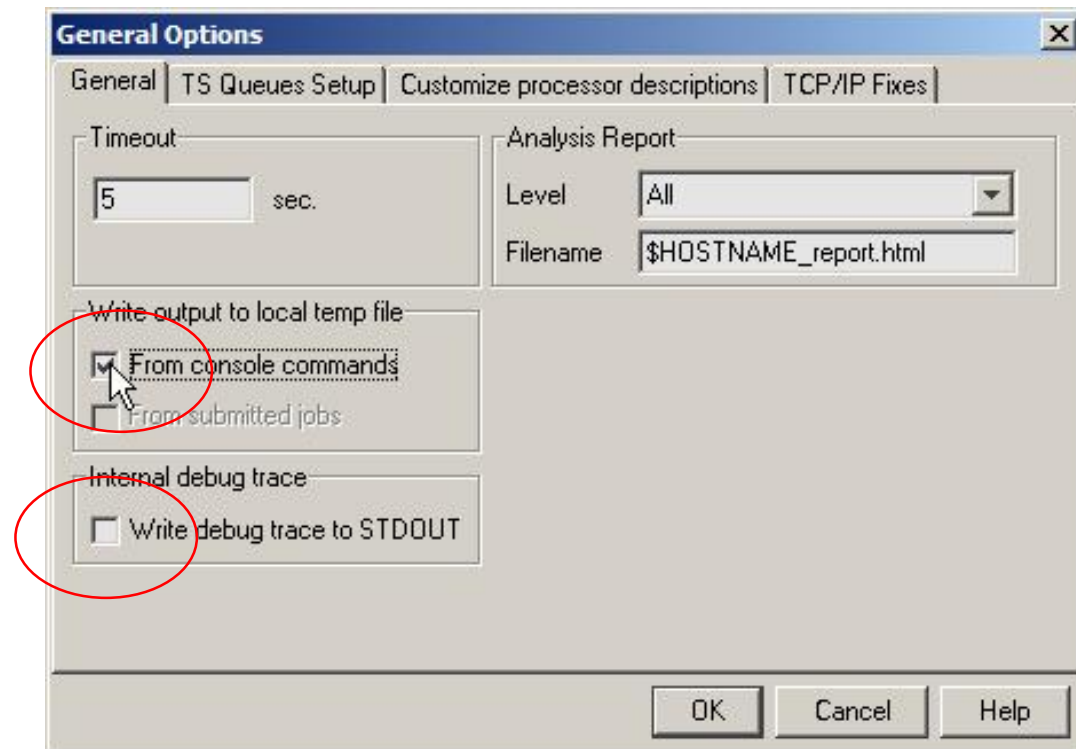 General Options
General
TS Queues Setup
Customize processor descriptions
TCP/IP Fixes
Timeout
5 sec.
Analysis Report
Level All
Filename $HOSTNAME_report.html
Write output to local temp file
From console commands
From submitted jobs
Internal debug trace
Write debug trace to STDOUT
OK
Cancel
Help